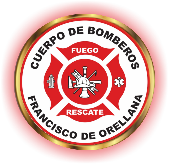 CUERPO DE BOMBEROS
FUEGO
RESCATE
FRANCISCO DE ORELLANA